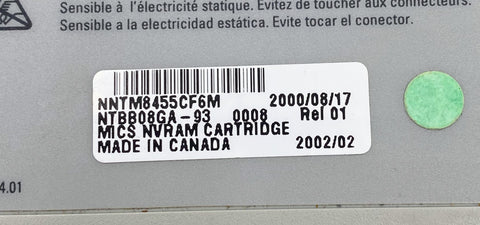 Sensible à l'électricité statique. Evitez de toucher aux connecteurs.
Sensible a la electricidad estática. Evite tocar el conector.
NNTM8455CF6M 2000/08/17
NTBB08GA-93 0008 Rel 01
MICS NVRAM CARTRIDGE
MADE IN CANADA 2002/02
4.01